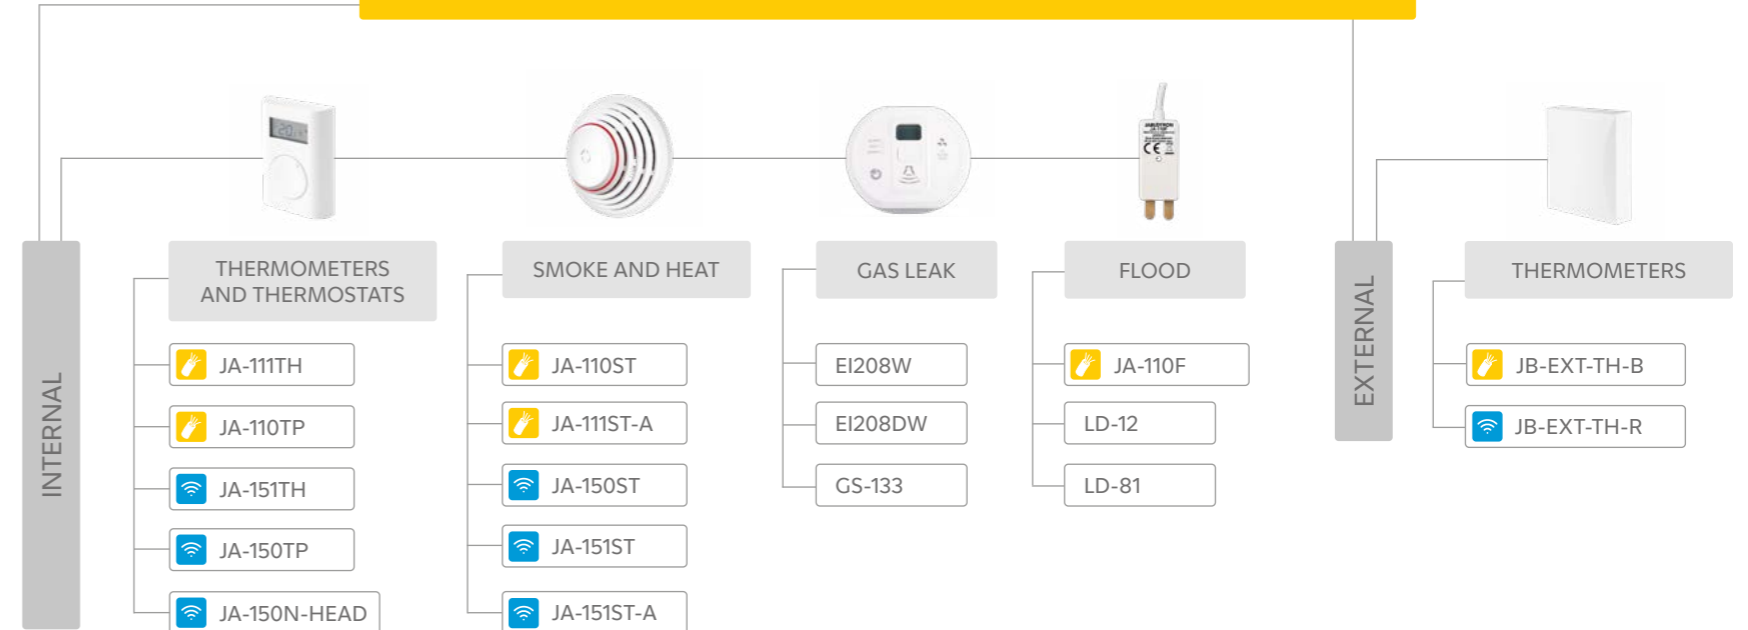 INTERNAL
THERMOMETERS
AND THERMOSTATS
JA-111TH
JA-110TP
JA-151TH
JA-150TP
JA-150N-HEAD
SMOKE AND HEAT
JA-110ST
JA-111ST-A
JA-150ST
JA-151ST
JA-151ST-A
GAS LEAK
EI208W
EI208DW
GS-133
FLOOD
JA-110F
LD-12
LD-81
EXTERNAL
THERMOMETERS
JB-EXT-TH-B
JB-EXT-TH-R